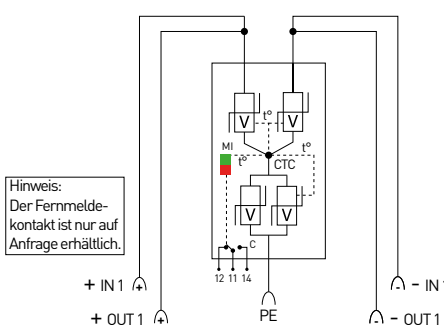 V
V
t°
t°
MI
t°
CTC
V
V
Hinweis:
Der Fernmelde-
kontakt ist nur auf
Anfrage erhältlich.
C
12 11 14
+ IN 1 +
- - IN 1
+ OUT 1 +
PE
- - OUT 1